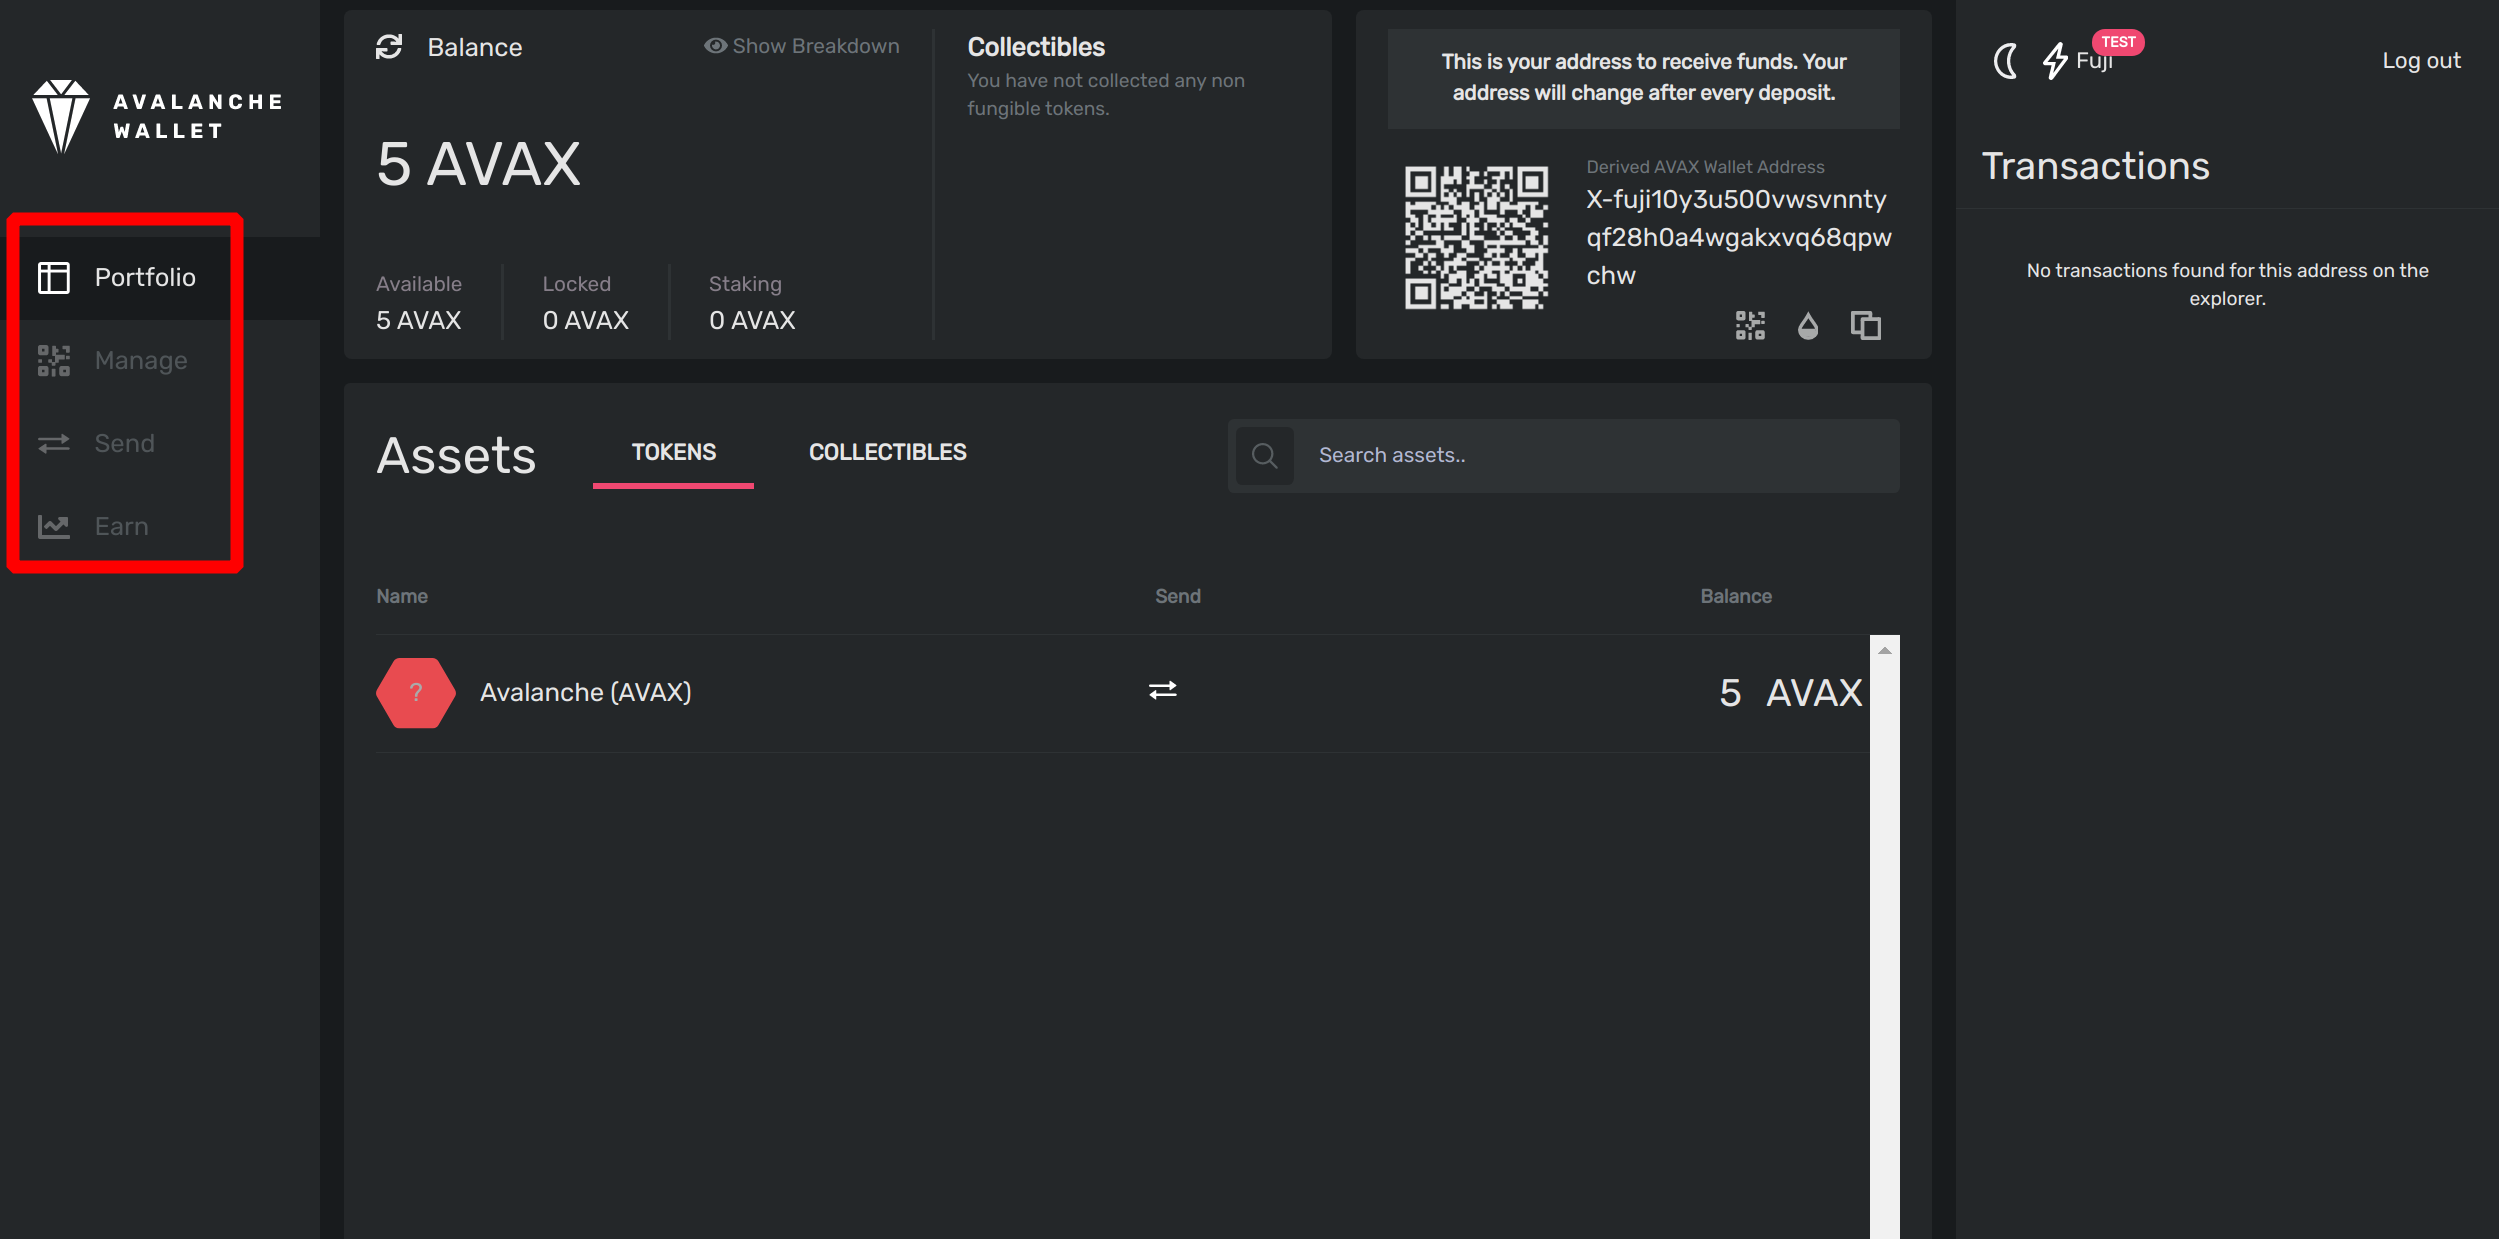 AVALANCHE
WALLET
Portfolio
Manage
Send
Earn
Balance
Show Breakdown
5 AVAX
Available
5 AVAX
Locked
0 AVAX
Staking
0 AVAX
Collectibles
You have not collected any non
fungible tokens.
This is your address to receive funds. Your
address will change after every deposit.
Derived AVAX Wallet Address
X-fuji10y3u500vwsvnnty
qf28h0a4wgakxvq68qpw
chw
Assets
TOKENS
COLLECTIBLES
Search assets..
Name
Send
Balance
?
Avalanche (AVAX)
5 AVAX
TEST
Fuji
Log out
Transactions
No transactions found for this address on the
explorer.